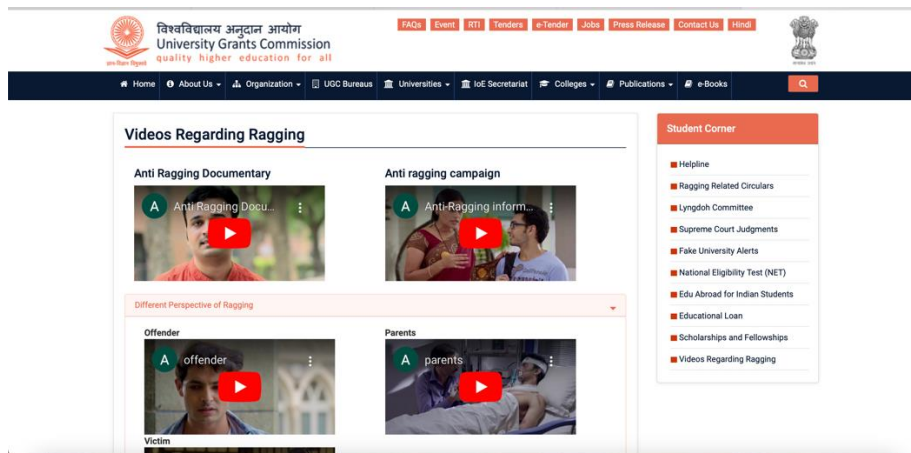 FAQs Event RTI Tenders e-Tender Jobs Press Release Contact Us Hindi
विश्वविद्यालय अनुदान आयोग
University Grants Commission
quality higher education for all
Home About Us Organization UGC Bureaus Universities IoE Secretariat Colleges Publications e-Books
Videos Regarding Ragging
Anti Ragging Documentary
A Anti Ragging Docu...
Anti ragging campaign
A Anti-Ragging inform...
Different Perspective of Ragging
Offender
A offender
Parents
A parents
Victim
Student Corner
Helpline
Ragging Related Circulars
Lyngdoh Committee
Supreme Court Judgments
Fake University Alerts
National Eligibility Test (NET)
Edu Abroad for Indian Students
Educational Loan
Scholarships and Fellowships
Videos Regarding Ragging